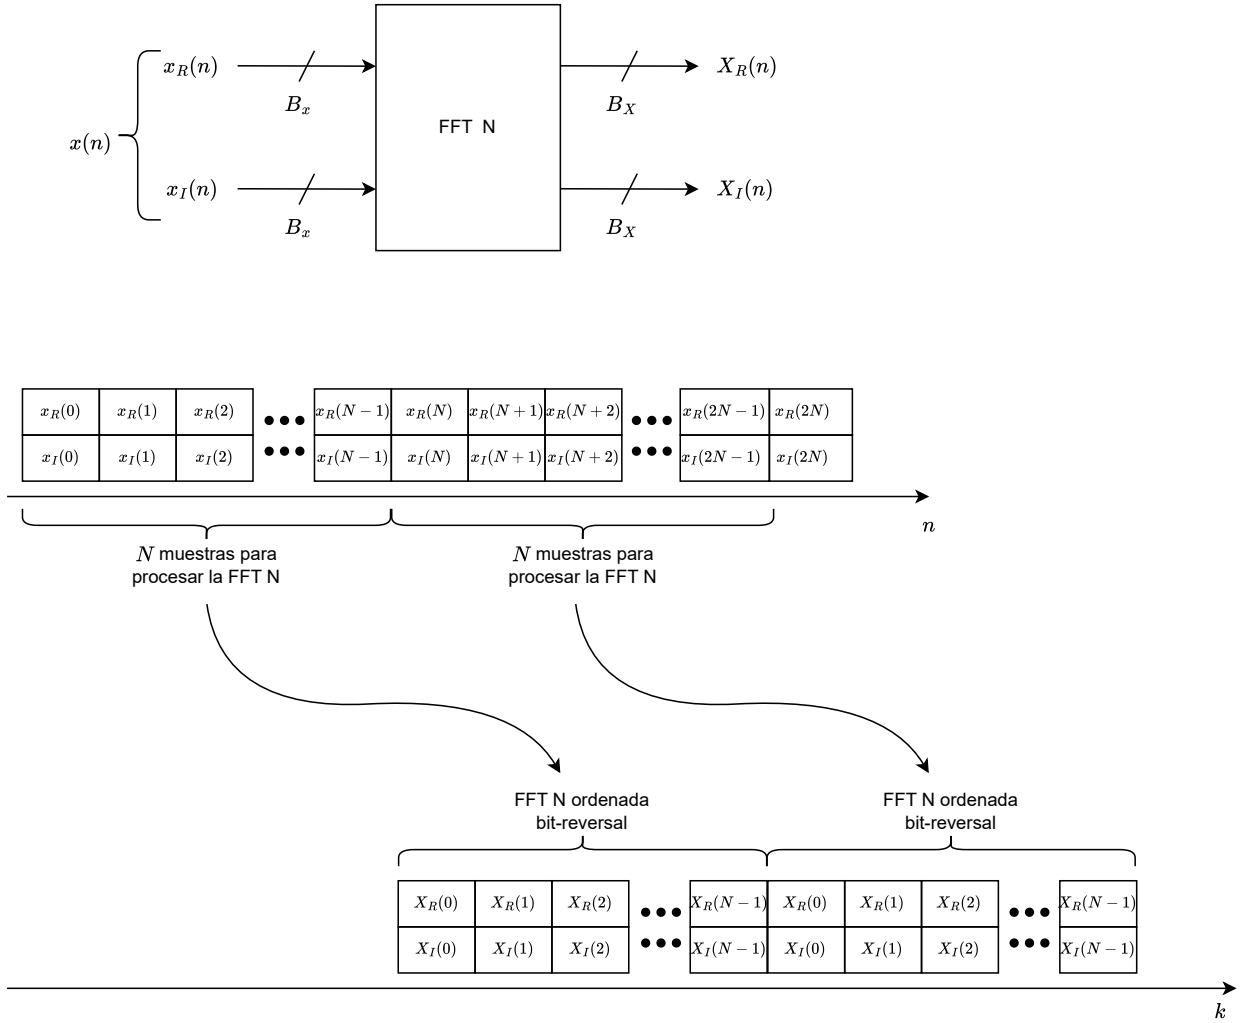 x_R(n) B_x B_X X_R(n)
x(n) FFT N
x_I(n) B_x B_X X_I(n)
x_R(0) x_R(1) x_R(2) x_R(N − 1) x_R(N) x_R(N + 1) x_R(N + 2) x_R(2N − 1) x_R(2N)
x_I(0) x_I(1) x_I(2) x_I(N − 1) x_I(N) x_I(N + 1) x_I(N + 2) x_I(2N − 1) x_I(2N)
n
N muestras para
procesar la FFT N
N muestras para
procesar la FFT N
FFT N ordenada
bit-reversal
FFT N ordenada
bit-reversal
X_R(0) X_R(1) X_R(2) X_R(N − 1) X_R(0) X_R(1) X_R(2) X_R(N − 1)
X_I(0) X_I(1) X_I(2) X_I(N − 1) X_I(0) X_I(1) X_I(2) X_I(N − 1)
k